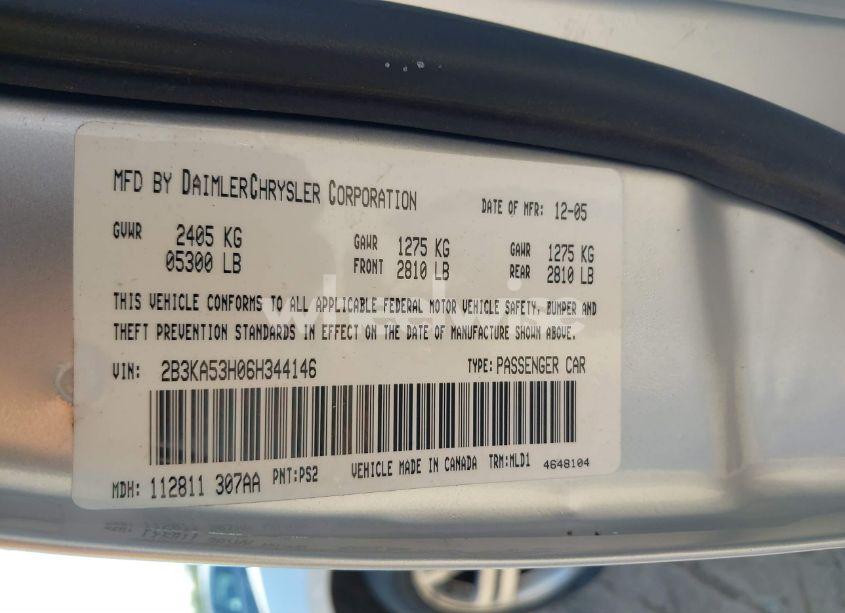 MFD BY DAIMLERCHRYSLER CORPORATION
DATE OF MFR: 12-05
GVWR 2405 KG
05300 LB
GAWR 1275 KG
FRONT 2810 LB
GAWR 1275 KG
REAR 2810 LB
THIS VEHICLE CONFORMS TO ALL APPLICABLE FEDERAL MOTOR VEHICLE SAFETY, BUMPER AND
THEFT PREVENTION STANDARDS IN EFFECT ON THE DATE OF MANUFACTURE SHOWN ABOVE.
VIN: 2B3KA53H06H344146 TYPE: PASSENGER CAR
MDH: 112811 307AA PNT:PS2 VEHICLE MADE IN CANADA TRM:MLD1 4648104